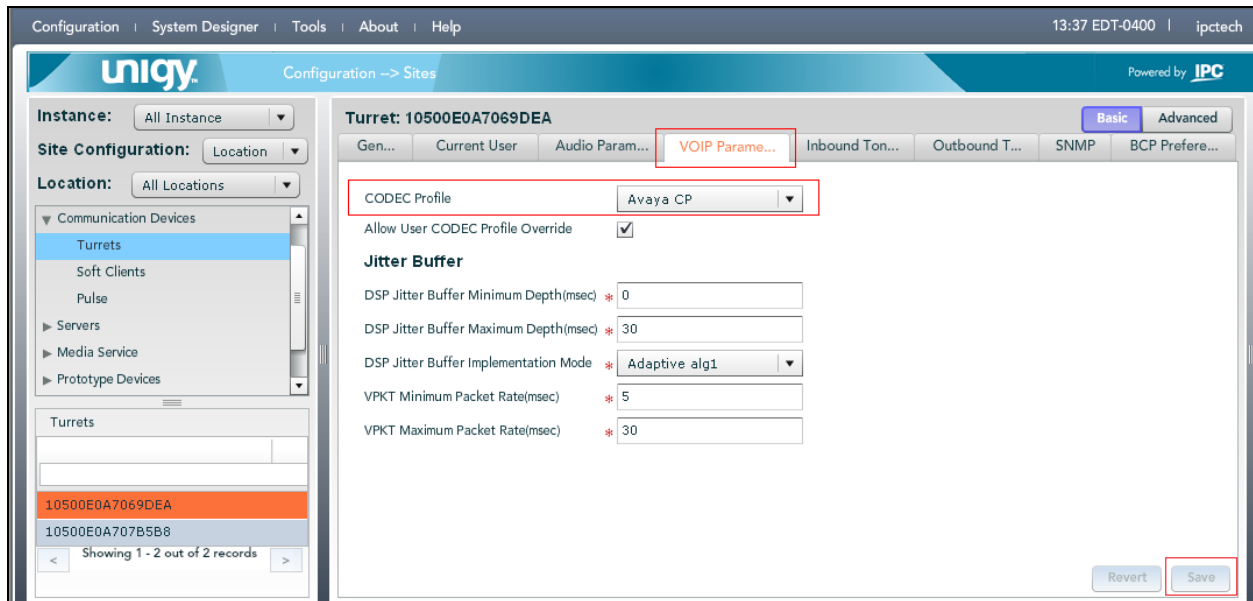 Configuration | System Designer | Tools | About | Help 13:37 EDT-0400 | ipctech
unigy Configuration --> Sites Powered by IPC
Instance: All Instance
Site Configuration: Location
Location: All Locations
Communication Devices
Turrets
Soft Clients
Pulse
Servers
Media Service
Prototype Devices
Turrets
10500E0A7069DEA
10500E0A707B5B8
< Showing 1 - 2 out of 2 records >
Turret: 10500E0A7069DEA Basic Advanced
Gen... Current User Audio Param... VOIP Parame... Inbound Ton... Outbound T... SNMP BCP Prefere...
CODEC Profile Avaya CP
Allow User CODEC Profile Override
Jitter Buffer
DSP Jitter Buffer Minimum Depth(msec) * 0
DSP Jitter Buffer Maximum Depth(msec) * 30
DSP Jitter Buffer Implementation Mode * Adaptive alg1
VPKT Minimum Packet Rate(msec) * 5
VPKT Maximum Packet Rate(msec) * 30
Revert Save